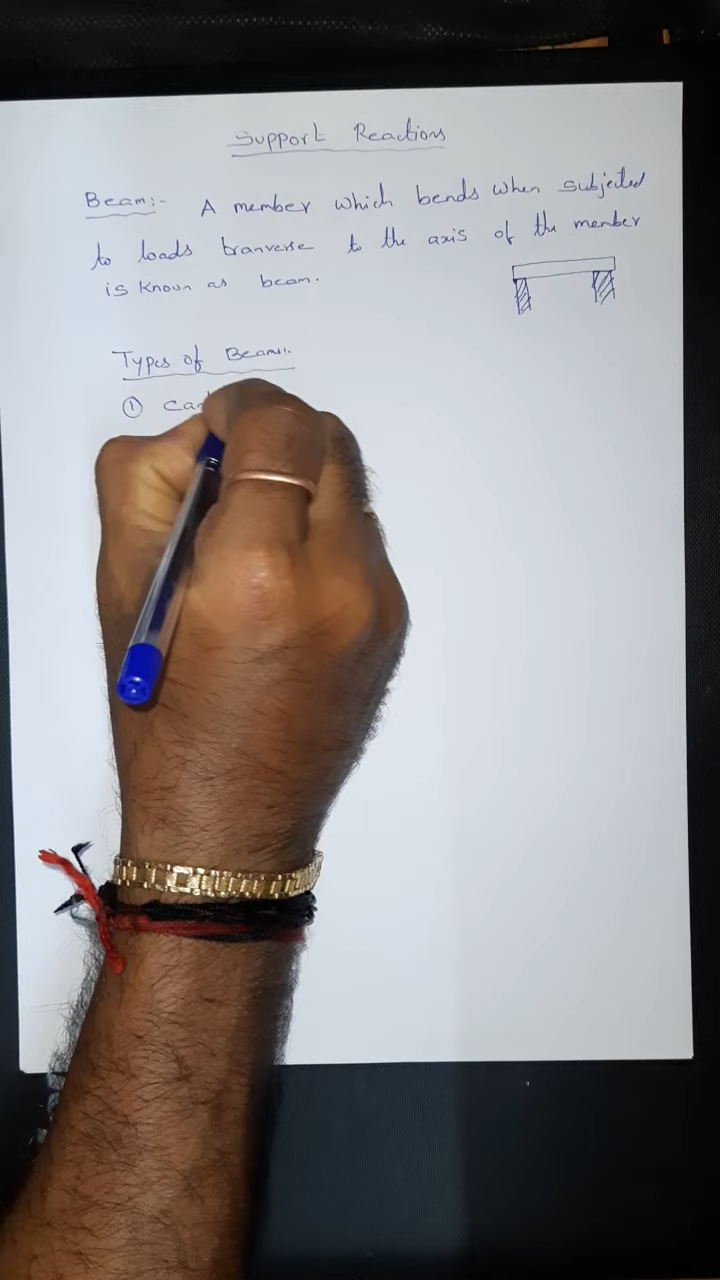 Support Reactions
Beam:- A member which bends when subjected
to loads tranverse to the axis of the member
is known as beam.
Types of Beams:.
①